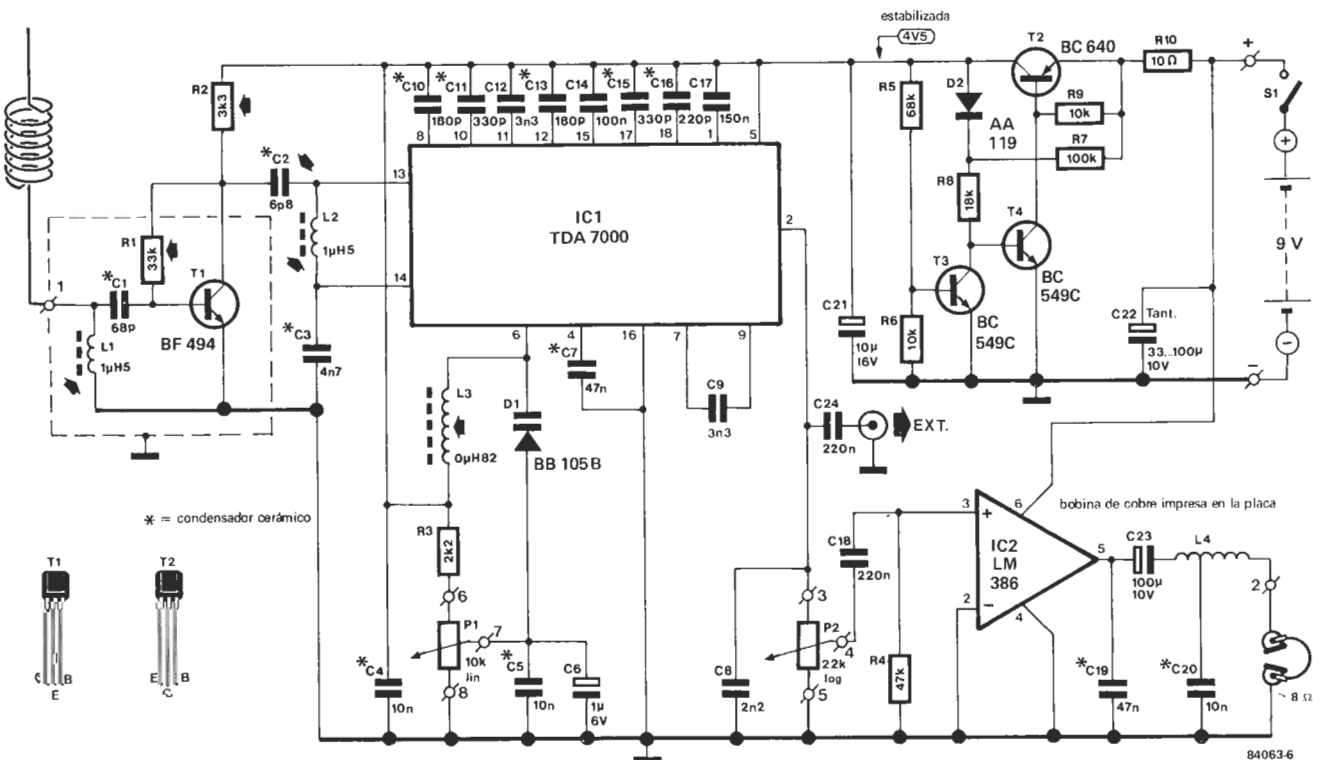 estabilizada
4V5
T2
BC 640
R10
10 Ω
+
S1
R2
3k3
*C10
180p
*C11
330p
C12
3n3
*C13
180p
C14
100n
*C15
330p
*C16
220p
C17
150n
8
10
11
12
15
17
18
1
5
R5
68k
D2
AA
119
R9
10k
R7
100k
R8
18k
T4
BC
549C
T3
BC
549C
R6
10k
C21
10µ
16V
C22
Tant.
33...100µ
10V
+
9 V
−
−
*C2
6p8
13
L2
1µH5
14
IC1
TDA 7000
2
R1
33k
T1
BF 494
1
*C1
68p
L1
1µH5
*C3
4n7
6
4
16
7
9
*C7
47n
C9
3n3
L3
0µH82
D1
BB 105B
C24
220n
EXT.
* = condensador cerámico
T1
C
E
B
T2
E
C
B
R3
2k2
6
P1
10k
lin
7
8
*C4
10n
*C5
10n
C6
1µ
6V
C8
2n2
3
P2
22k
log
4
5
C18
220n
R4
47k
3
+
2
−
6
IC2
LM
386
5
4
bobina de cobre impresa en la placa
C23
100µ
10V
L4
2
*C19
47n
*C20
10n
~ 8 Ω
84063-6